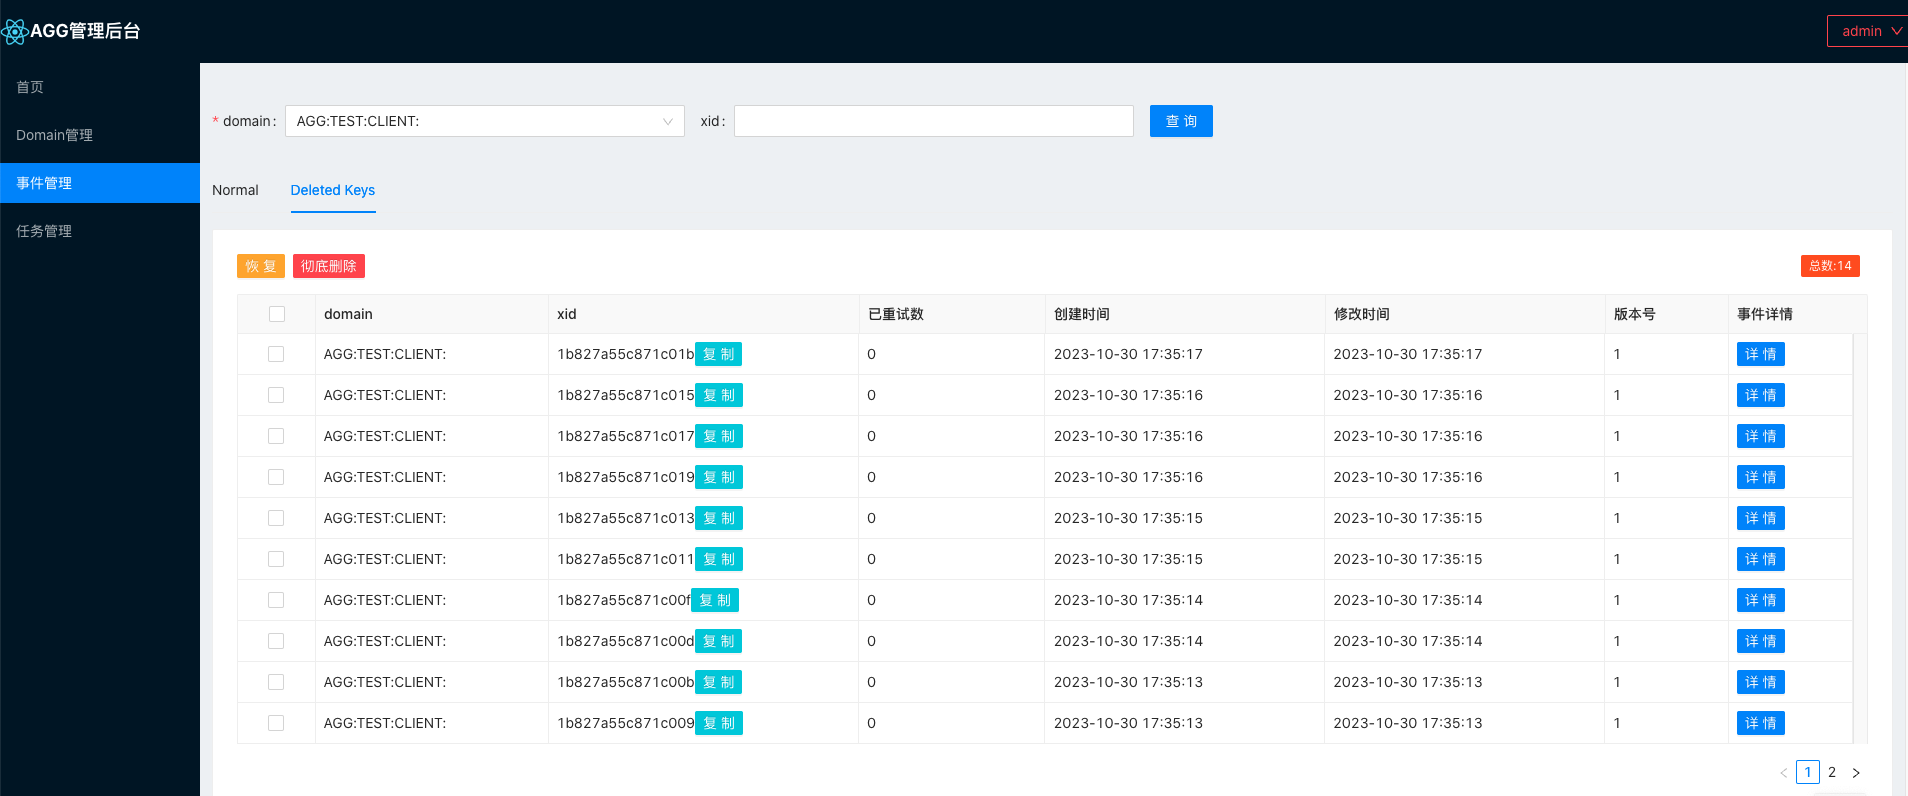 AGG管理后台
admin
首页
Domain管理
事件管理
任务管理
* domain: AGG:TEST:CLIENT: xid: 查 询
Normal Deleted Keys
恢 复 彻底删除 总数:14
domain xid 已重试数 创建时间 修改时间 版本号 事件详情
AGG:TEST:CLIENT: 1b827a55c871c01b 复 制 0 2023-10-30 17:35:17 2023-10-30 17:35:17 1 详 情
AGG:TEST:CLIENT: 1b827a55c871c015 复 制 0 2023-10-30 17:35:16 2023-10-30 17:35:16 1 详 情
AGG:TEST:CLIENT: 1b827a55c871c017 复 制 0 2023-10-30 17:35:16 2023-10-30 17:35:16 1 详 情
AGG:TEST:CLIENT: 1b827a55c871c019 复 制 0 2023-10-30 17:35:16 2023-10-30 17:35:16 1 详 情
AGG:TEST:CLIENT: 1b827a55c871c013 复 制 0 2023-10-30 17:35:15 2023-10-30 17:35:15 1 详 情
AGG:TEST:CLIENT: 1b827a55c871c011 复 制 0 2023-10-30 17:35:15 2023-10-30 17:35:15 1 详 情
AGG:TEST:CLIENT: 1b827a55c871c00f 复 制 0 2023-10-30 17:35:14 2023-10-30 17:35:14 1 详 情
AGG:TEST:CLIENT: 1b827a55c871c00d 复 制 0 2023-10-30 17:35:14 2023-10-30 17:35:14 1 详 情
AGG:TEST:CLIENT: 1b827a55c871c00b 复 制 0 2023-10-30 17:35:13 2023-10-30 17:35:13 1 详 情
AGG:TEST:CLIENT: 1b827a55c871c009 复 制 0 2023-10-30 17:35:13 2023-10-30 17:35:13 1 详 情
< 1 2 >